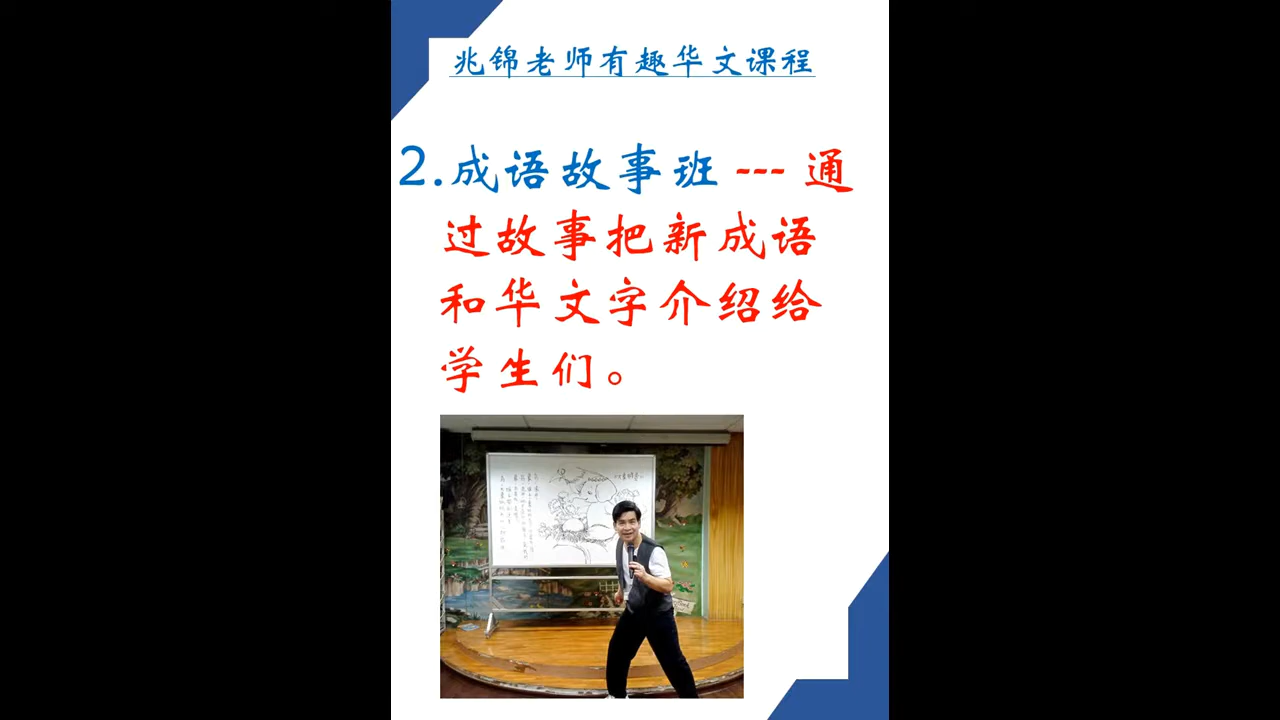 兆锦老师有趣华文课程
2.成语故事班 --- 通
过故事把新成语
和华文字介绍给
学生们。